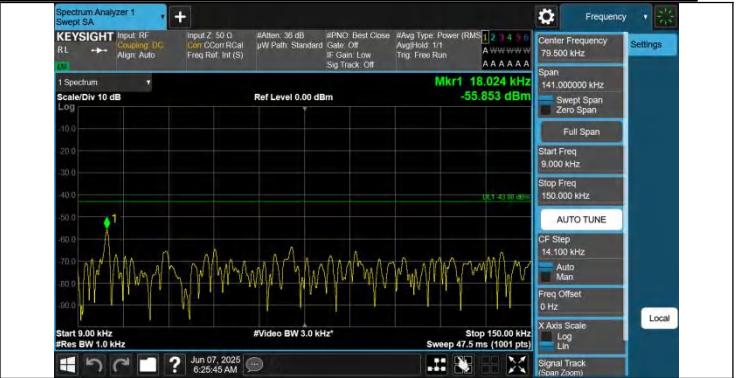 Spectrum Analyzer 1
Swept SA
+
Frequency
KEYSIGHT
RL
Input: RF
Coupling: DC
Align: Auto
Input Z: 50 Ω
Corr CCorr RCal
Freq Ref: Int (S)
#Atten: 36 dB
µW Path: Standard
#PNO: Best Close
Gate: Off
IF Gain: Low
Sig Track: Off
#Avg Type: Power (RMS
Avg|Hold: 1/1
Trig: Free Run
1 2 3 4 5 6
A W W W W W
A A A A A A
1 Spectrum
Scale/Div 10 dB
Log
Ref Level 0.00 dBm
Mkr1 18.024 kHz
-55.853 dBm
-10.0
-20.0
-30.0
-40.0
DL1 -43.00 dBm
-50.0
1
-60.0
-70.0
-80.0
-90.0
Start 9.00 kHz
#Res BW 1.0 kHz
#Video BW 3.0 kHz*
Stop 150.00 kHz
Sweep 47.5 ms (1001 pts)
Jun 07, 2025
6:25:45 AM
?
Center Frequency
79.500 kHz
Settings
Span
141.000000 kHz
Swept Span
Zero Span
Full Span
Start Freq
9.000 kHz
Stop Freq
150.000 kHz
AUTO TUNE
CF Step
14.100 kHz
Auto
Man
Freq Offset
0 Hz
X Axis Scale
Log
Lin
Local
Signal Track
(Span Zoom)